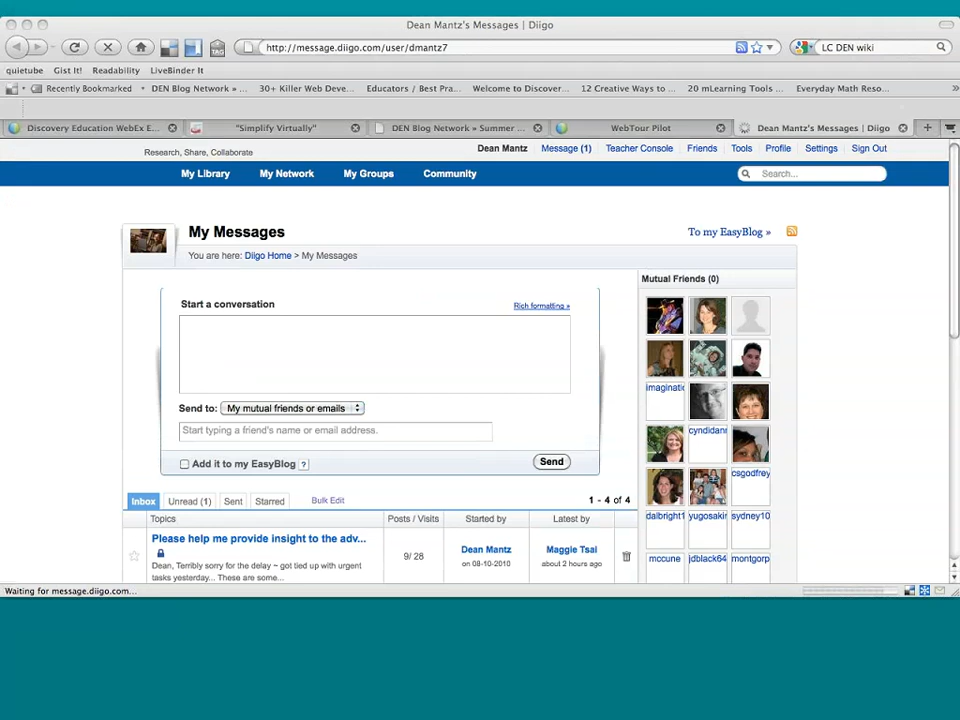 Dean Mantz's Messages | Diigo
http://message.diigo.com/user/dmantz7
LC DEN wiki
TAG
quietube Gist It! Readability LiveBinder It
Recently Bookmarked DEN Blog Network » ... 30+ Killer Web Deve... Educators / Best Pra... Welcome to Discover... 12 Creative Ways to ... 20 mLearning Tools ... Everyday Math Reso... »
Discovery Education WebEx E... "Simplify Virtually" DEN Blog Network » Summer ... WebTour Pilot Dean Mantz's Messages | Diigo
Research, Share, Collaborate
Dean Mantz Message (1) Teacher Console Friends Tools Profile Settings Sign Out
My Library My Network My Groups Community Search...
My Messages
To my EasyBlog »
You are here: Diigo Home > My Messages
Mutual Friends (0)
Start a conversation
Rich formatting »
Send to: My mutual friends or emails
Start typing a friend's name or email address.
Add it to my EasyBlog ?
Send
imaginatic
cyndidann
csgodfrey
dalbright1 yugosakin sydney10
mccune jdblack64 montgorp
Inbox Unread (1) Sent Starred Bulk Edit 1 - 4 of 4
Topics Posts / Visits Started by Latest by
Please help me provide insight to the adv...
Dean, Terribly sorry for the delay ~ got tied up with urgent
tasks yesterday... These are some...
9/ 28
Dean Mantz
on 08-10-2010
Maggie Tsai
about 2 hours ago
Waiting for message.diigo.com...